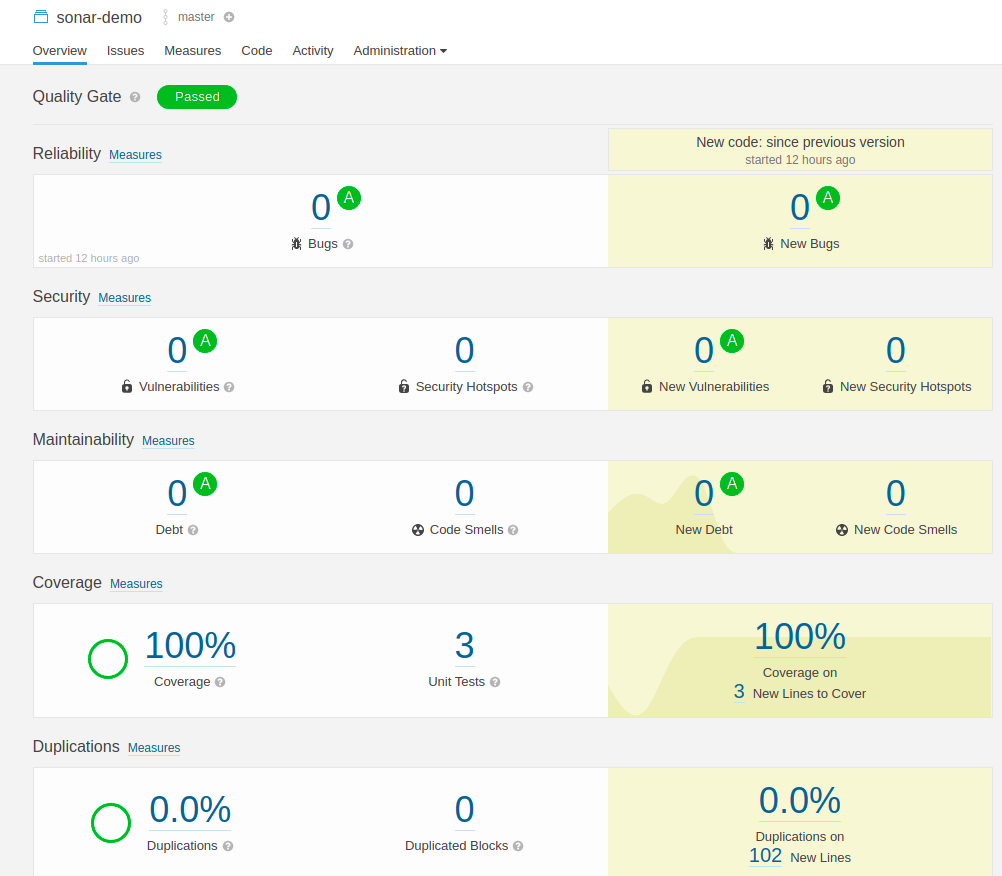 sonar-demo master
Overview Issues Measures Code Activity Administration
Quality Gate ? Passed
New code: since previous version
started 12 hours ago
Reliability Measures
0 A
Bugs ?
started 12 hours ago
0 A
New Bugs
Security Measures
0 A 0 0 A 0
Vulnerabilities ? Security Hotspots ? New Vulnerabilities New Security Hotspots
Maintainability Measures
0 A 0 0 A 0
Debt ? Code Smells ? New Debt New Code Smells
Coverage Measures
100% 3 100%
Coverage ? Unit Tests ? Coverage on
3 New Lines to Cover
Duplications Measures
0.0% 0 0.0%
Duplications ? Duplicated Blocks ? Duplications on
102 New Lines